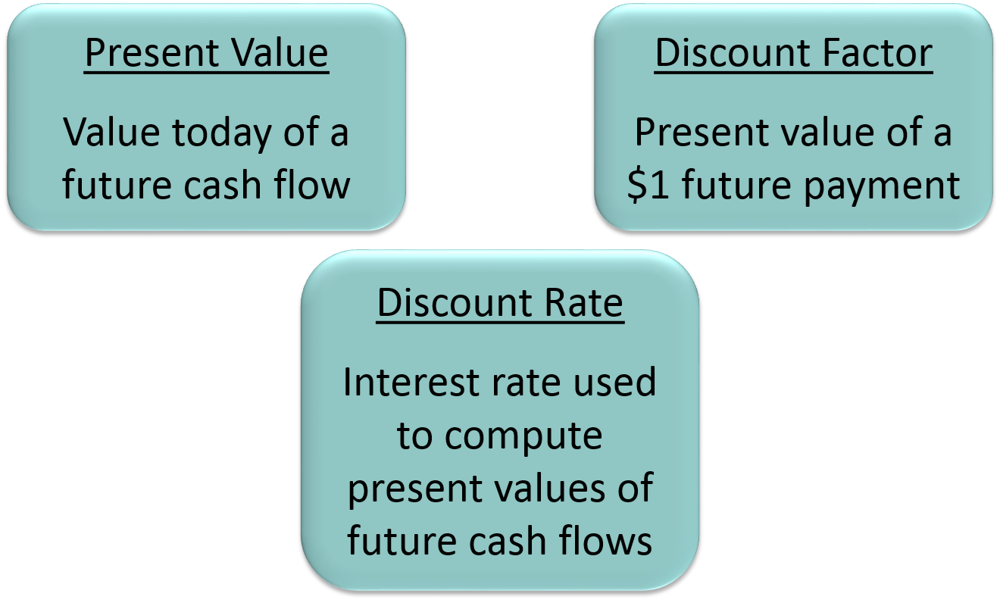 Present Value
Value today of a
future cash flow
Discount Factor
Present value of a
$1 future payment
Discount Rate
Interest rate used
to compute
present values of
future cash flows